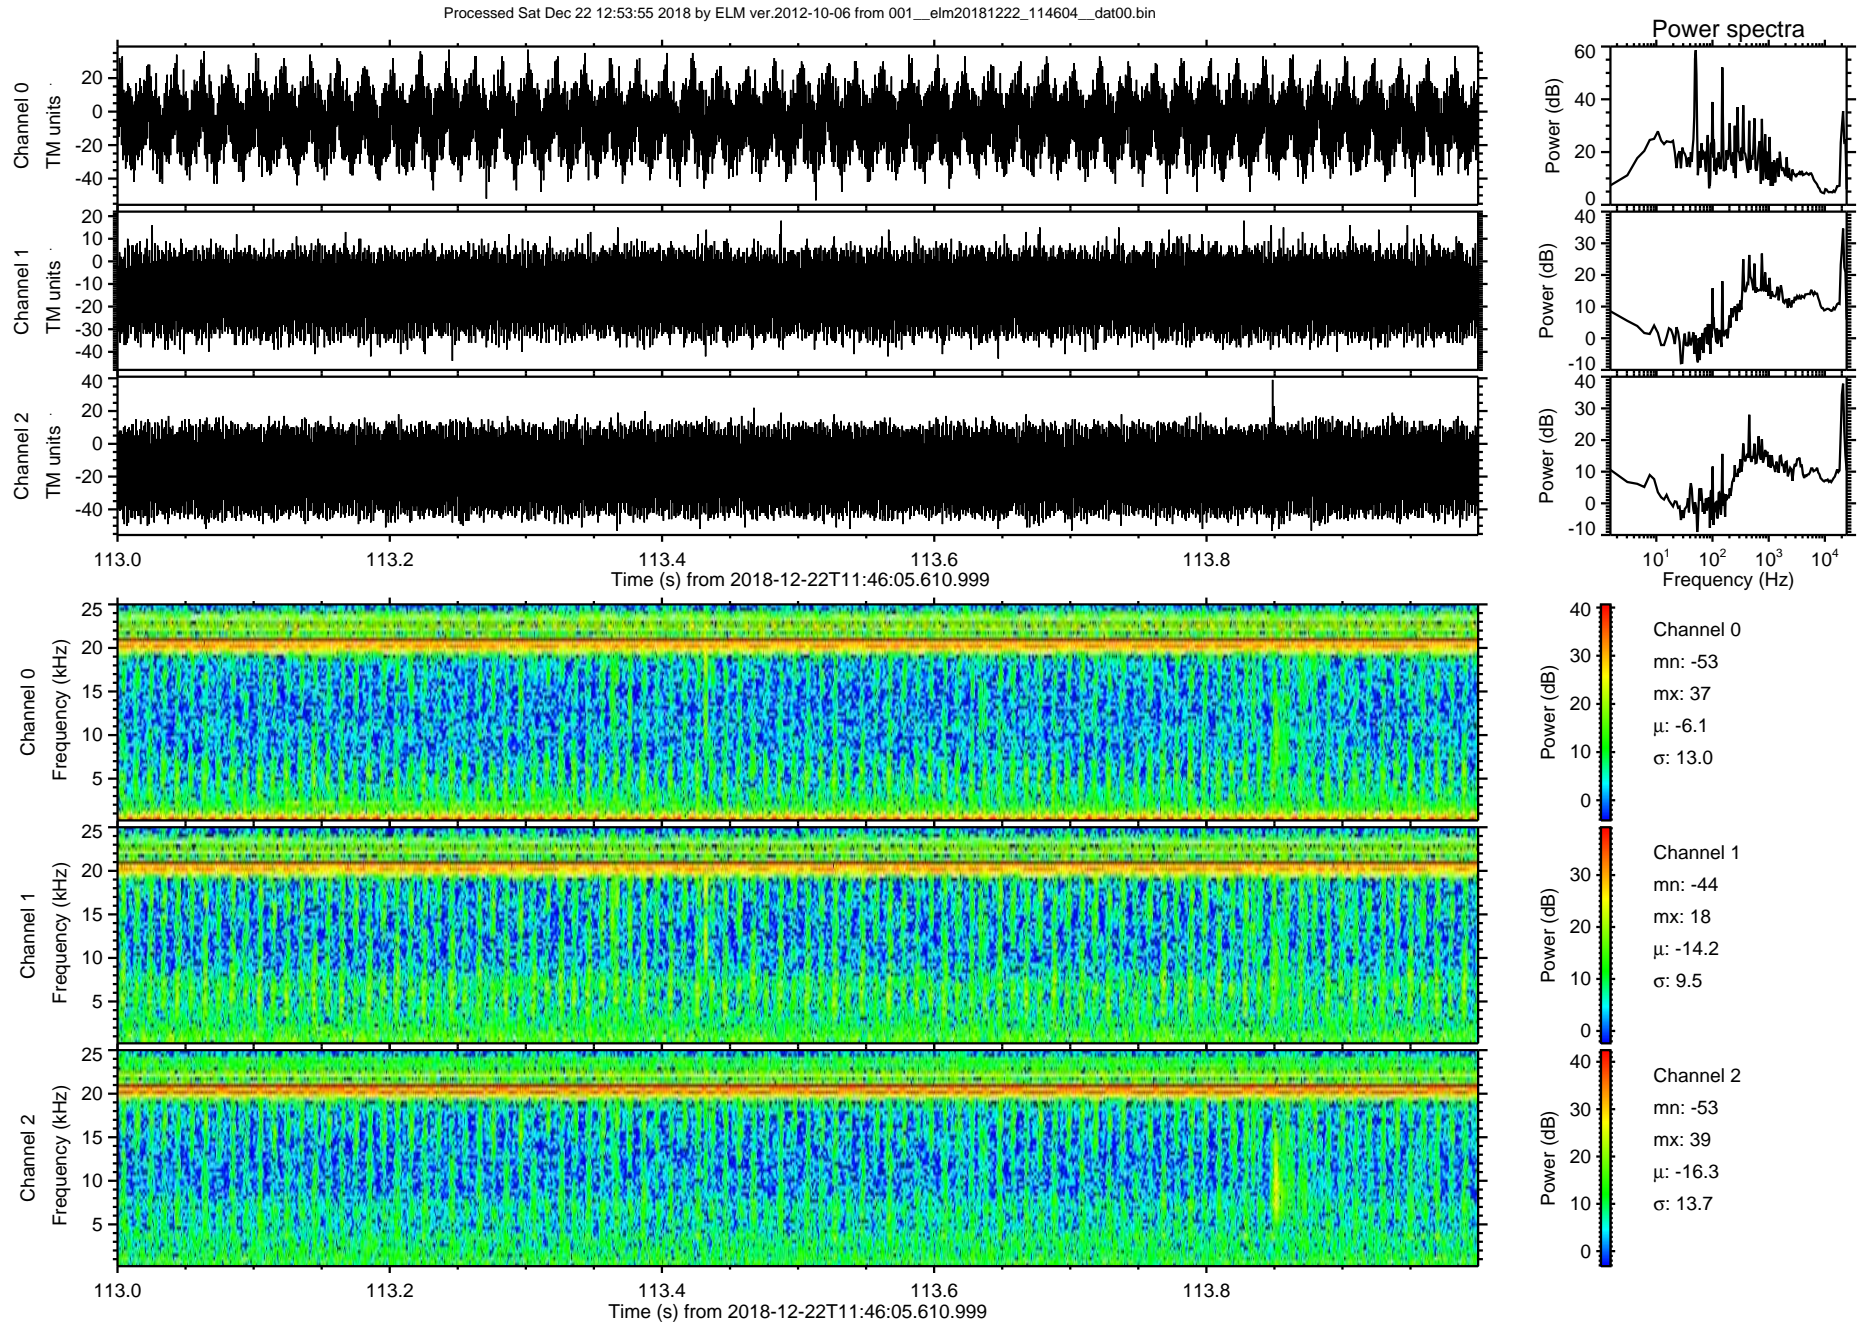 Processed Sat Dec 22 12:53:55 2018 by ELM ver.2012-10-06 from 001__elm20181222_114604__dat00.bin
Power spectra
Channel 0
TM units
20
0
-20
-40
Power (dB)
60
40
20
0
Channel 1
TM units
20
10
0
-10
-20
-30
-40
Power (dB)
40
30
20
10
0
-10
Channel 2
TM units
40
20
0
-20
-40
Power (dB)
40
30
20
10
0
-10
113.0 113.2 113.4 113.6 113.8
Time (s) from 2018-12-22T11:46:05.610.999
10¹ 10² 10³ 10⁴
Frequency (Hz)
Channel 0
Frequency (kHz)
25
20
15
10
5
Power (dB)
40
30
20
10
0
Channel 0
mn: -53
mx: 37
μ: -6.1
σ: 13.0
Channel 1
Frequency (kHz)
25
20
15
10
5
Power (dB)
30
20
10
0
Channel 1
mn: -44
mx: 18
μ: -14.2
σ: 9.5
Channel 2
Frequency (kHz)
25
20
15
10
5
Power (dB)
40
30
20
10
0
Channel 2
mn: -53
mx: 39
μ: -16.3
σ: 13.7
113.0 113.2 113.4 113.6 113.8
Time (s) from 2018-12-22T11:46:05.610.999